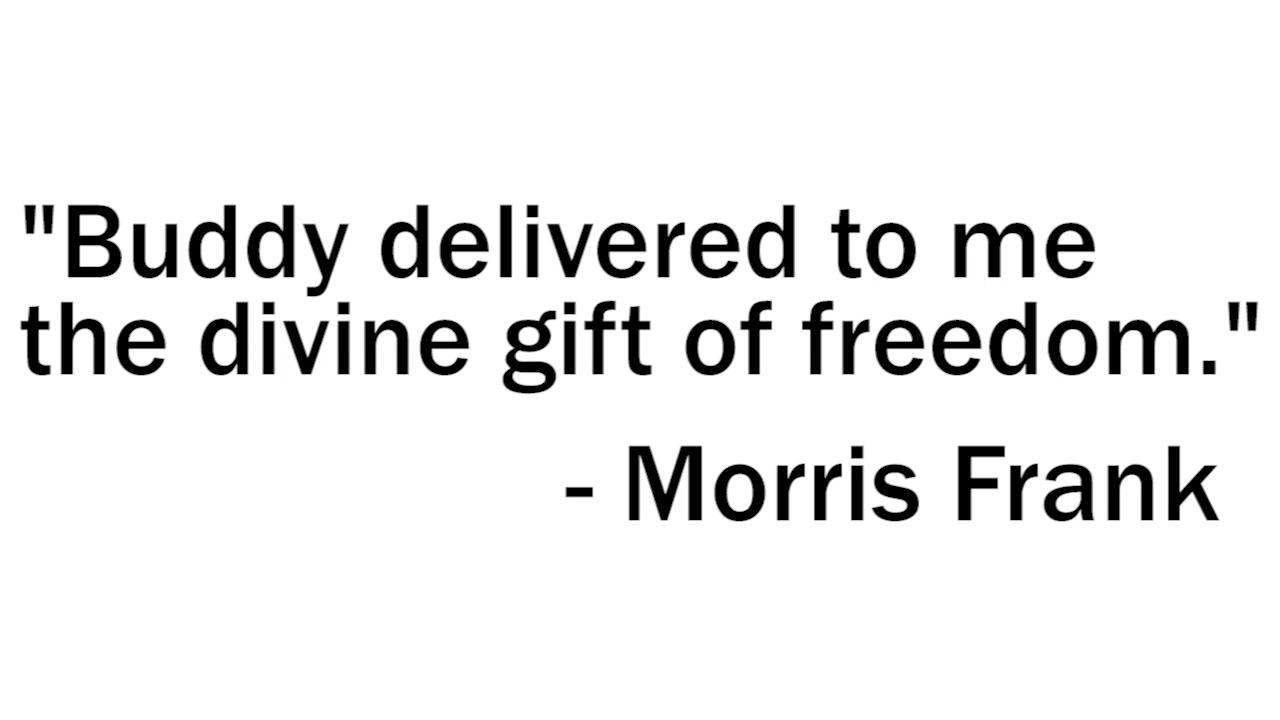 "Buddy delivered to me
the divine gift of freedom."
- Morris Frank